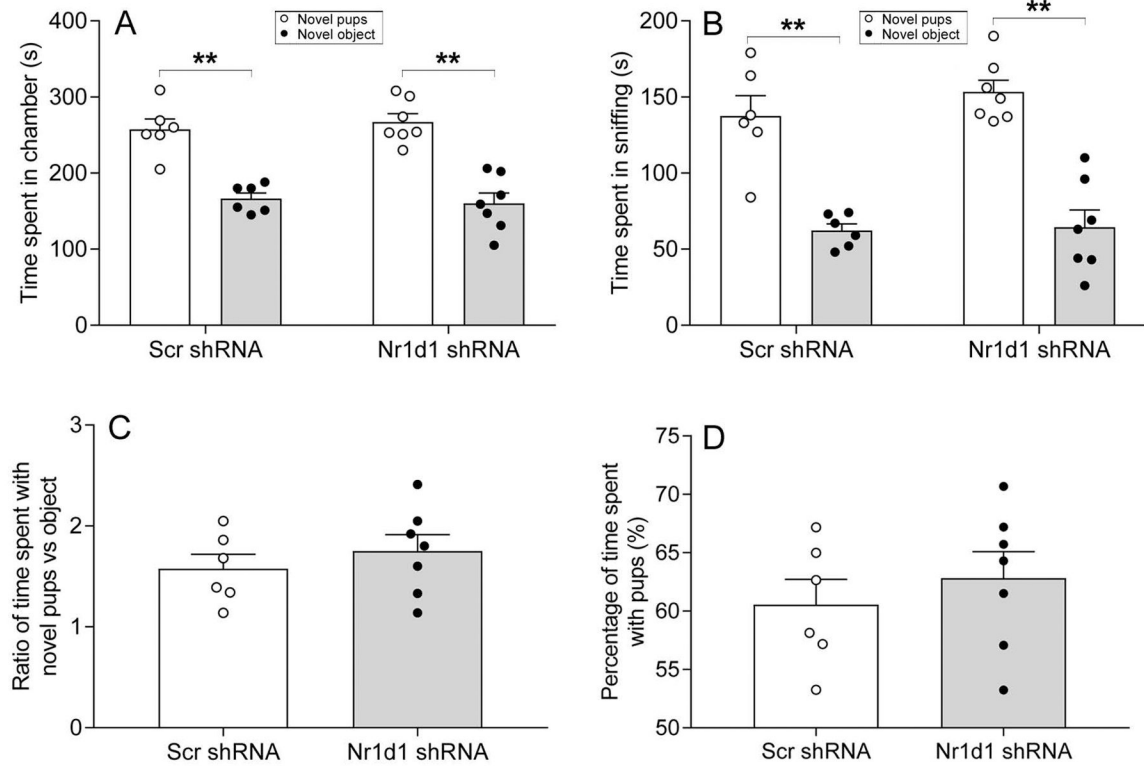 A
Novel pups
Novel object
**
**
Time spent in chamber (s)
400
300
200
100
0
Scr shRNA
Nr1d1 shRNA
B
Novel pups
Novel object
**
**
Time spent in sniffing (s)
200
150
100
50
0
Scr shRNA
Nr1d1 shRNA
C
Ratio of time spent with
novel pups vs object
3
2
1
0
Scr shRNA
Nr1d1 shRNA
D
Percentage of time spent
with pups (%)
75
70
65
60
55
50
Scr shRNA
Nr1d1 shRNA